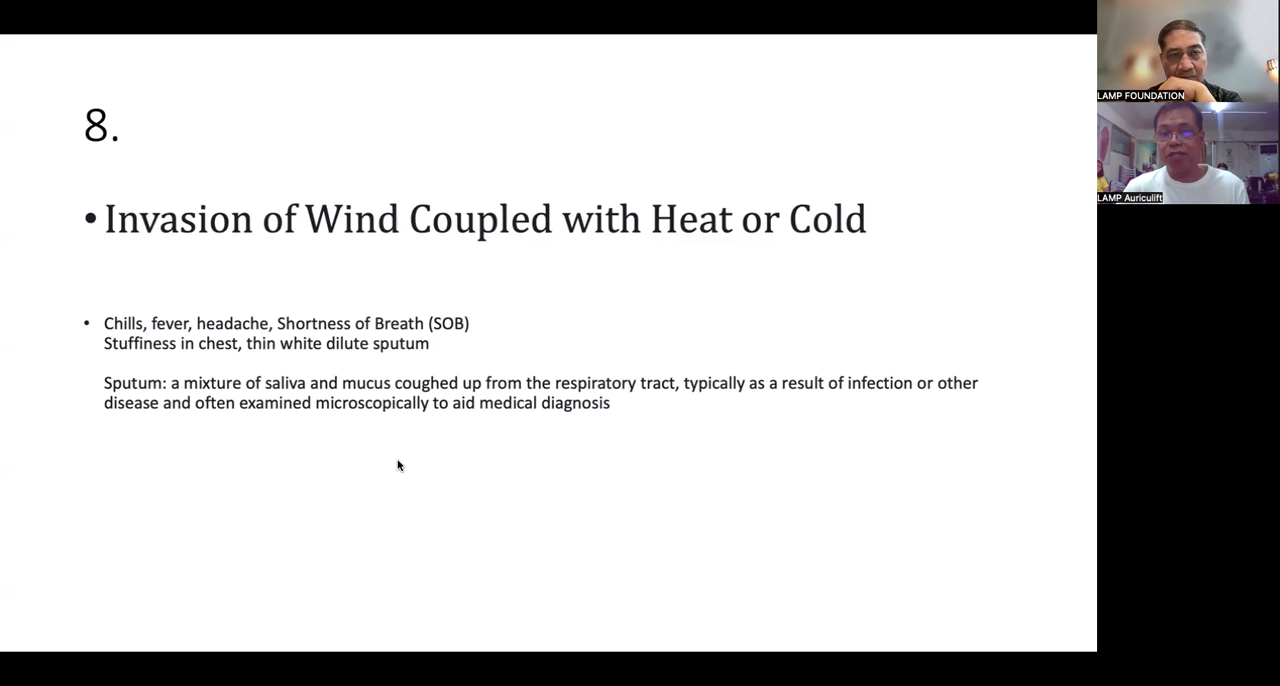 8.
• Invasion of Wind Coupled with Heat or Cold
• Chills, fever, headache, Shortness of Breath (SOB)
Stuffiness in chest, thin white dilute sputum
Sputum: a mixture of saliva and mucus coughed up from the respiratory tract, typically as a result of infection or other
disease and often examined microscopically to aid medical diagnosis
LAMP FOUNDATION
LAMP Auriculift